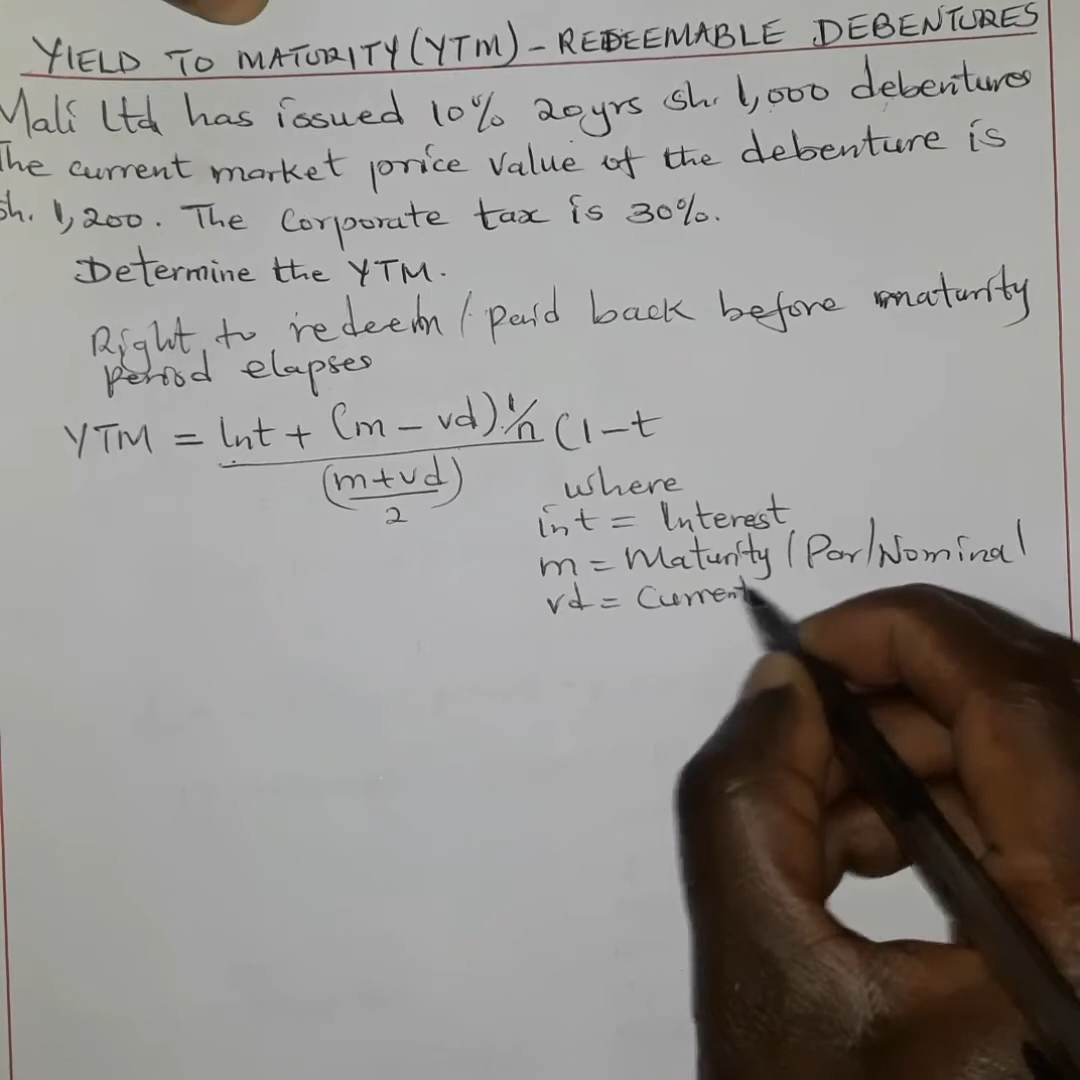 YIELD TO MATURITY (YTM) - REDEEMABLE DEBENTURES
Mali Ltd has issued 10% 20yrs sh. 1,000 debentures
The current market price value of the debenture is
sh. 1,200. The corporate tax is 30%.
Determine the YTM.
Right to redeem / paid back before maturity
period elapses
YTM = Int + (m - vd) 1/n (1-t
(m+vd)
2
where
int = Interest
m = Maturity / Par/Nominal
vd = Current